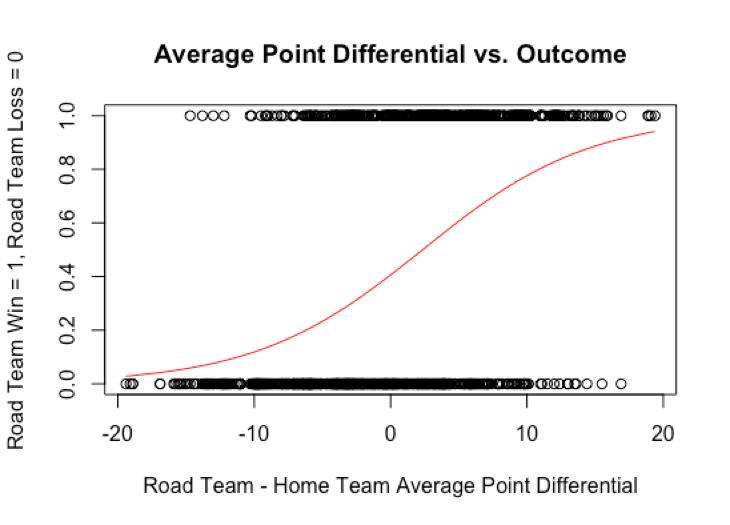 Average Point Differential vs. Outcome
Road Team Win = 1, Road Team Loss = 0
1.0
0.8
0.6
0.4
0.2
0.0
-20 -10 0 10 20
Road Team - Home Team Average Point Differential